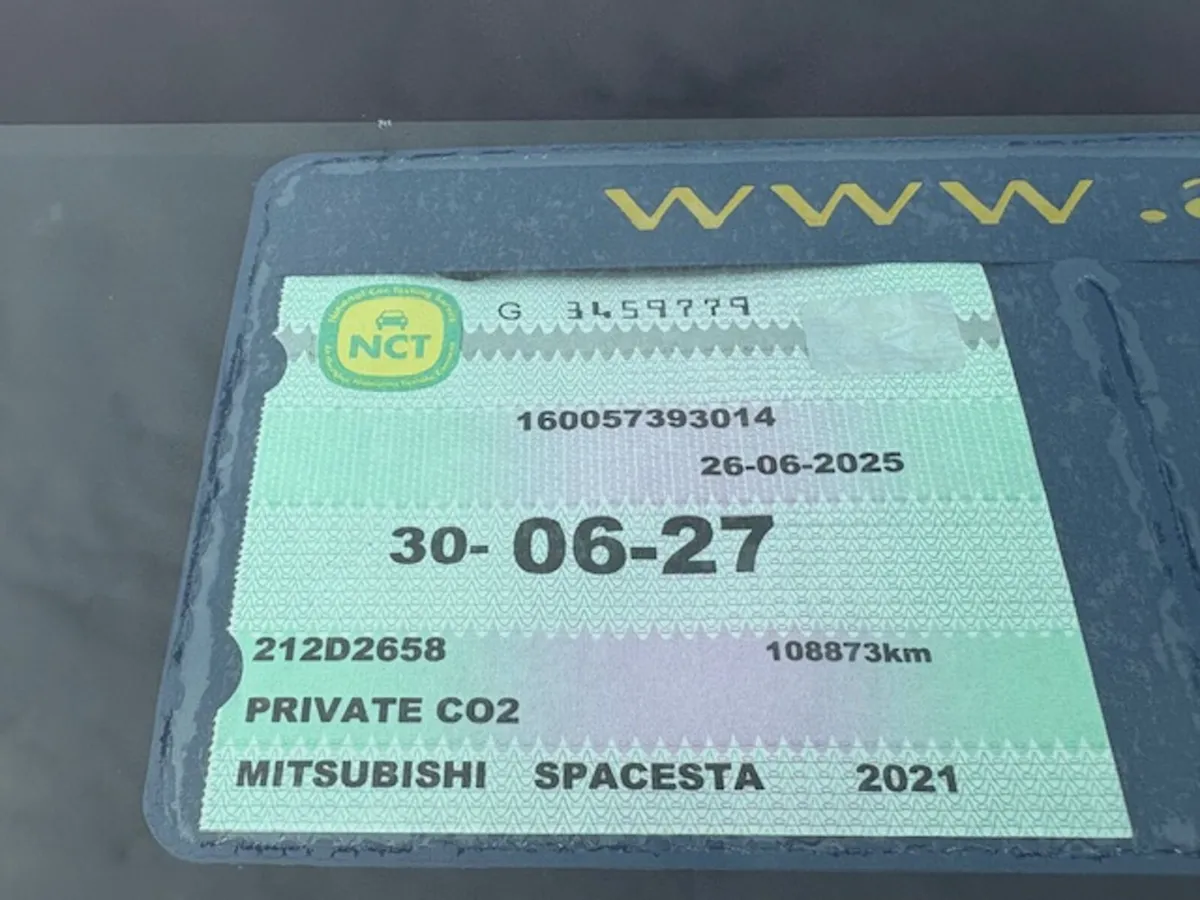 www.
NCT
G 3459779
160057393014
26-06-2025
30-06-27
212D2658 108873km
PRIVATE CO2
MITSUBISHI SPACESTA 2021